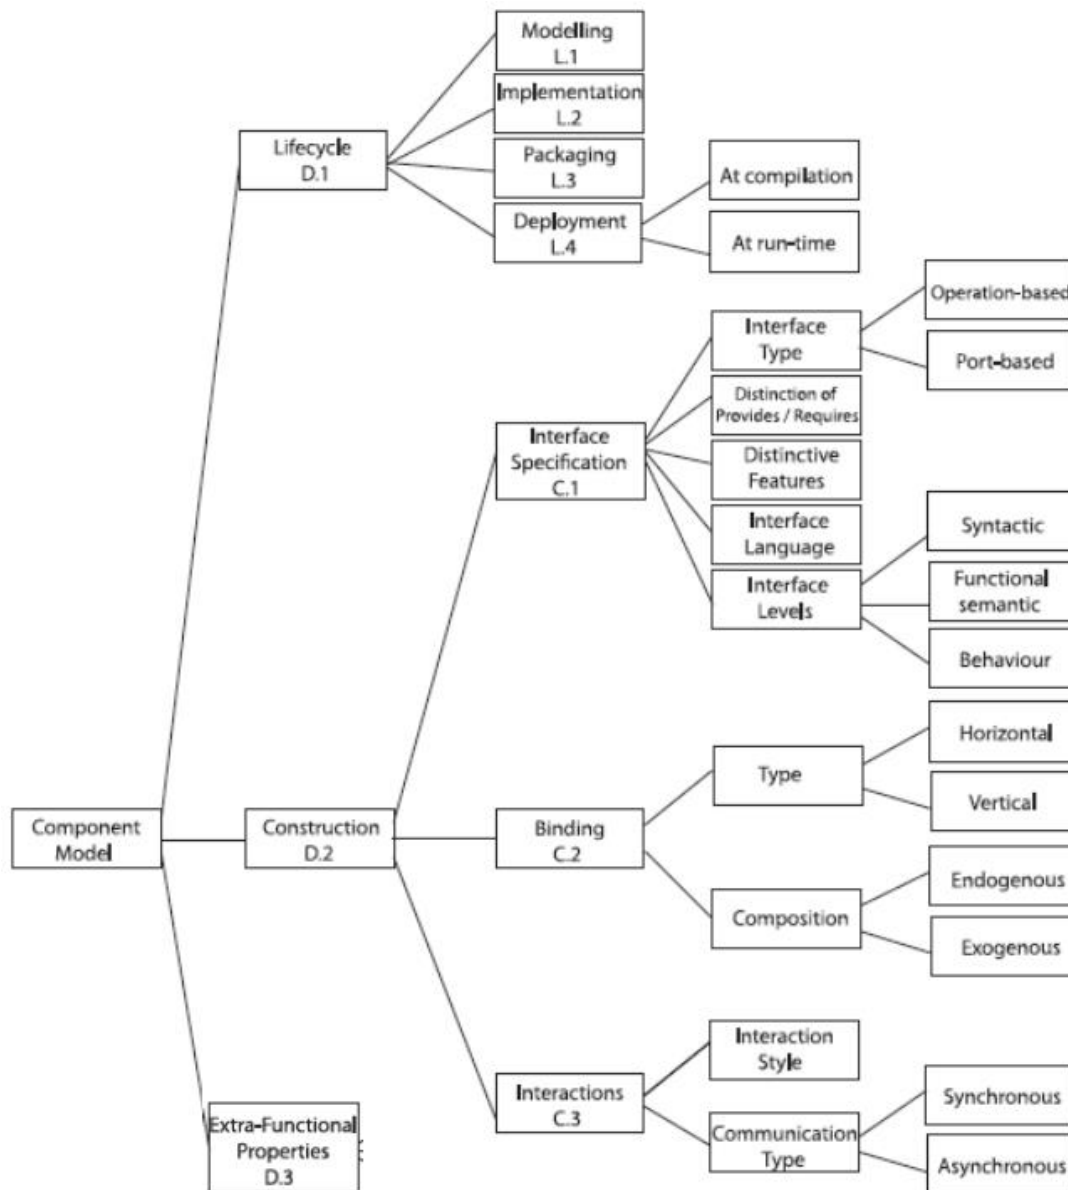 Modelling
L.1
Implementation
L.2
Lifecycle
D.1
Packaging
L.3
Deployment
L.4
At compilation
At run-time
Interface
Type
Operation-based
Port-based
Distinction of
Provides / Requires
Interface
Specification
C.1
Distinctive
Features
Interface
Language
Interface
Levels
Syntactic
Functional
semantic
Behaviour
Component
Model
Construction
D.2
Binding
C.2
Type
Horizontal
Vertical
Composition
Endogenous
Exogenous
Interactions
C.3
Interaction
Style
Communication
Type
Synchronous
Asynchronous
Extra-Functional
Properties
D.3